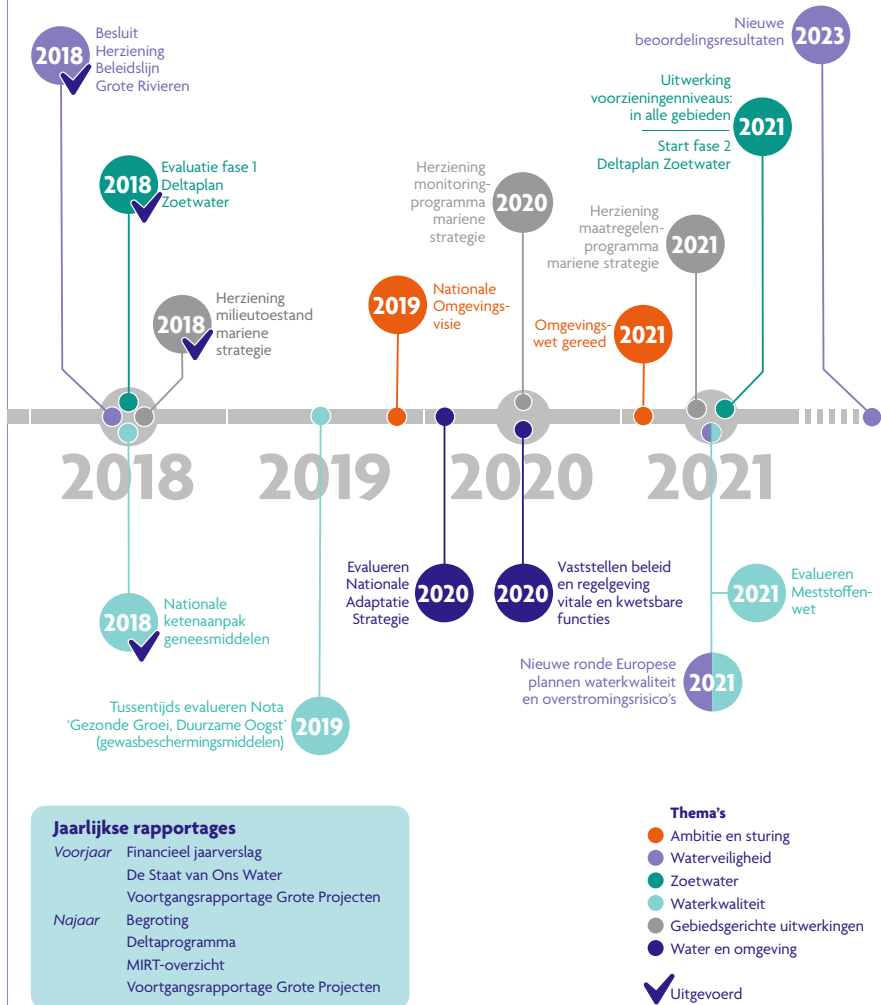 2018
Besluit
Herziening
Beleidslijn
Grote Rivieren
Nieuwe
beoordelingsresultaten
2023
Uitwerking
voorzieningenniveaus:
in alle gebieden
Start fase 2
Deltaplan Zoetwater
2021
2018
Evaluatie fase 1
Deltaplan
Zoetwater
Herziening
monitoring-
programma
mariene
strategie
2020
Herziening
maatregelen-
programma
mariene strategie
2021
2018
Herziening
milieutoestand
mariene
strategie
2019
Nationale
Omgevings-
visie
Omgevings-
wet gereed
2021
2018 2019 2020 2021
Evalueren
Nationale
Adaptatie
Strategie
2020
2020
Vaststellen beleid
en regelgeving
vitale en kwetsbare
functies
2021
Evalueren
Meststoffen-
wet
2018
Nationale
ketenaanpak
geneesmiddelen
Nieuwe ronde Europese
plannen waterkwaliteit
en overstromingsrisico's
2021
Tussentijds evalueren Nota
'Gezonde Groei, Duurzame Oogst'
(gewasbeschermingsmiddelen)
2019
Jaarlijkse rapportages
Voorjaar Financieel jaarverslag
De Staat van Ons Water
Voortgangsrapportage Grote Projecten
Najaar Begroting
Deltaprogramma
MIRT-overzicht
Voortgangsrapportage Grote Projecten
Thema's
Ambitie en sturing
Waterveiligheid
Zoetwater
Waterkwaliteit
Gebiedsgerichte uitwerkingen
Water en omgeving
Uitgevoerd